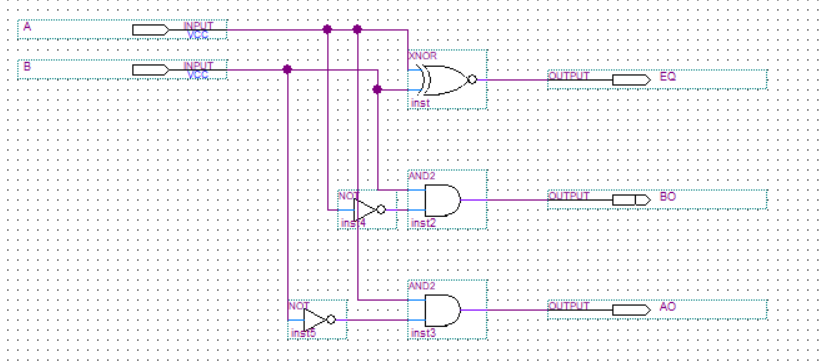 A INPUT
VCC
B INPUT
VCC
XNOR
inst
OUTPUT EQ
AND2
inst2
NOT
inst4
OUTPUT BO
AND2
inst3
NOT
inst5
OUTPUT AO